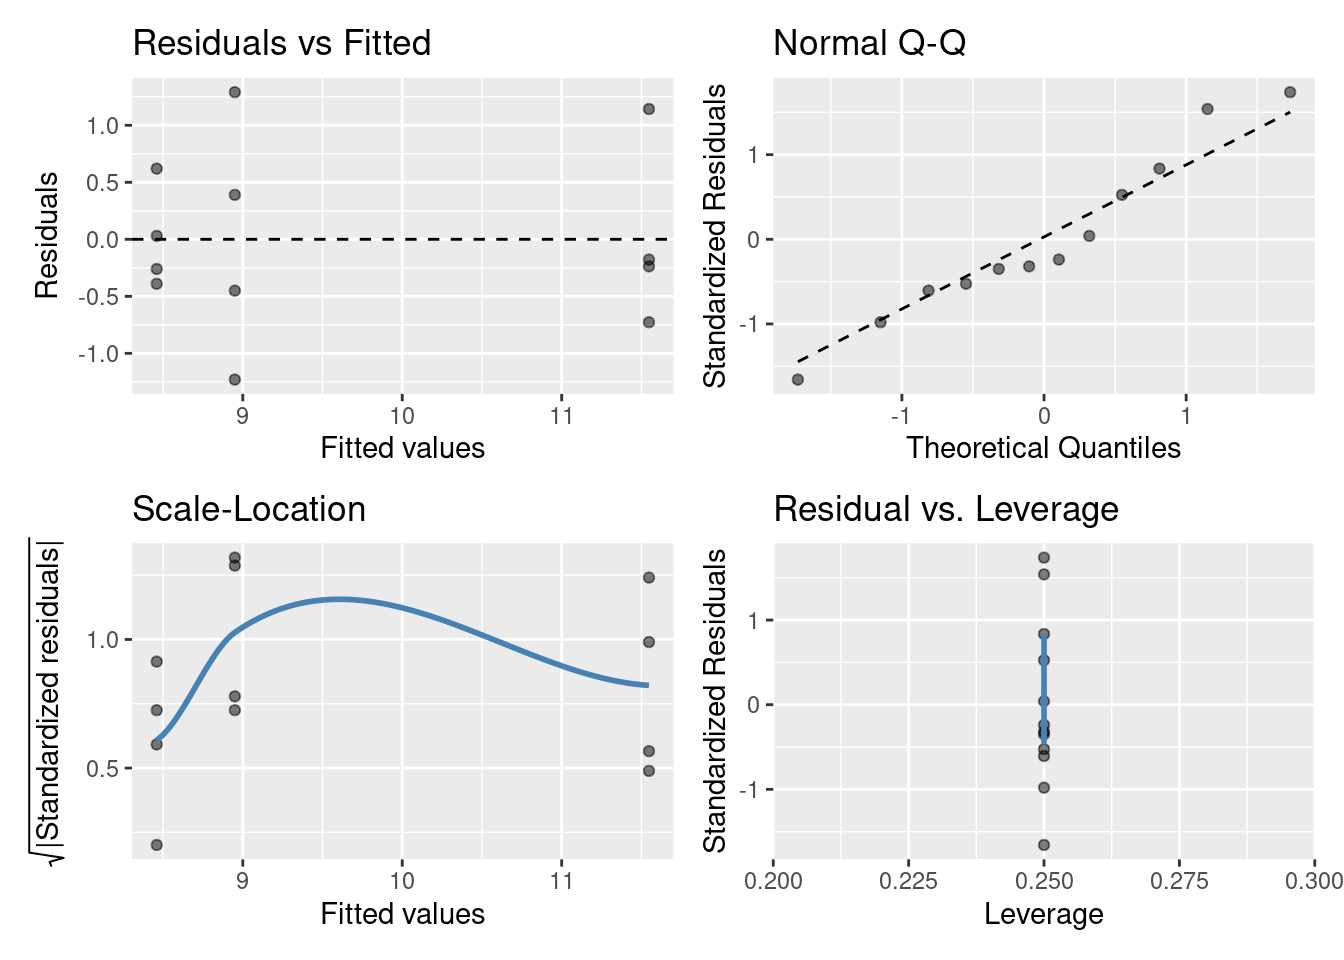 Residuals vs Fitted
Residuals
1.0
0.5
0.0
-0.5
-1.0
9 10 11
Fitted values
Normal Q-Q
Standardized Residuals
1
0
-1
-1 0 1
Theoretical Quantiles
Scale-Location
√|Standardized residuals|
1.0
0.5
9 10 11
Fitted values
Residual vs. Leverage
Standardized Residuals
1
0
-1
0.200 0.225 0.250 0.275 0.300
Leverage